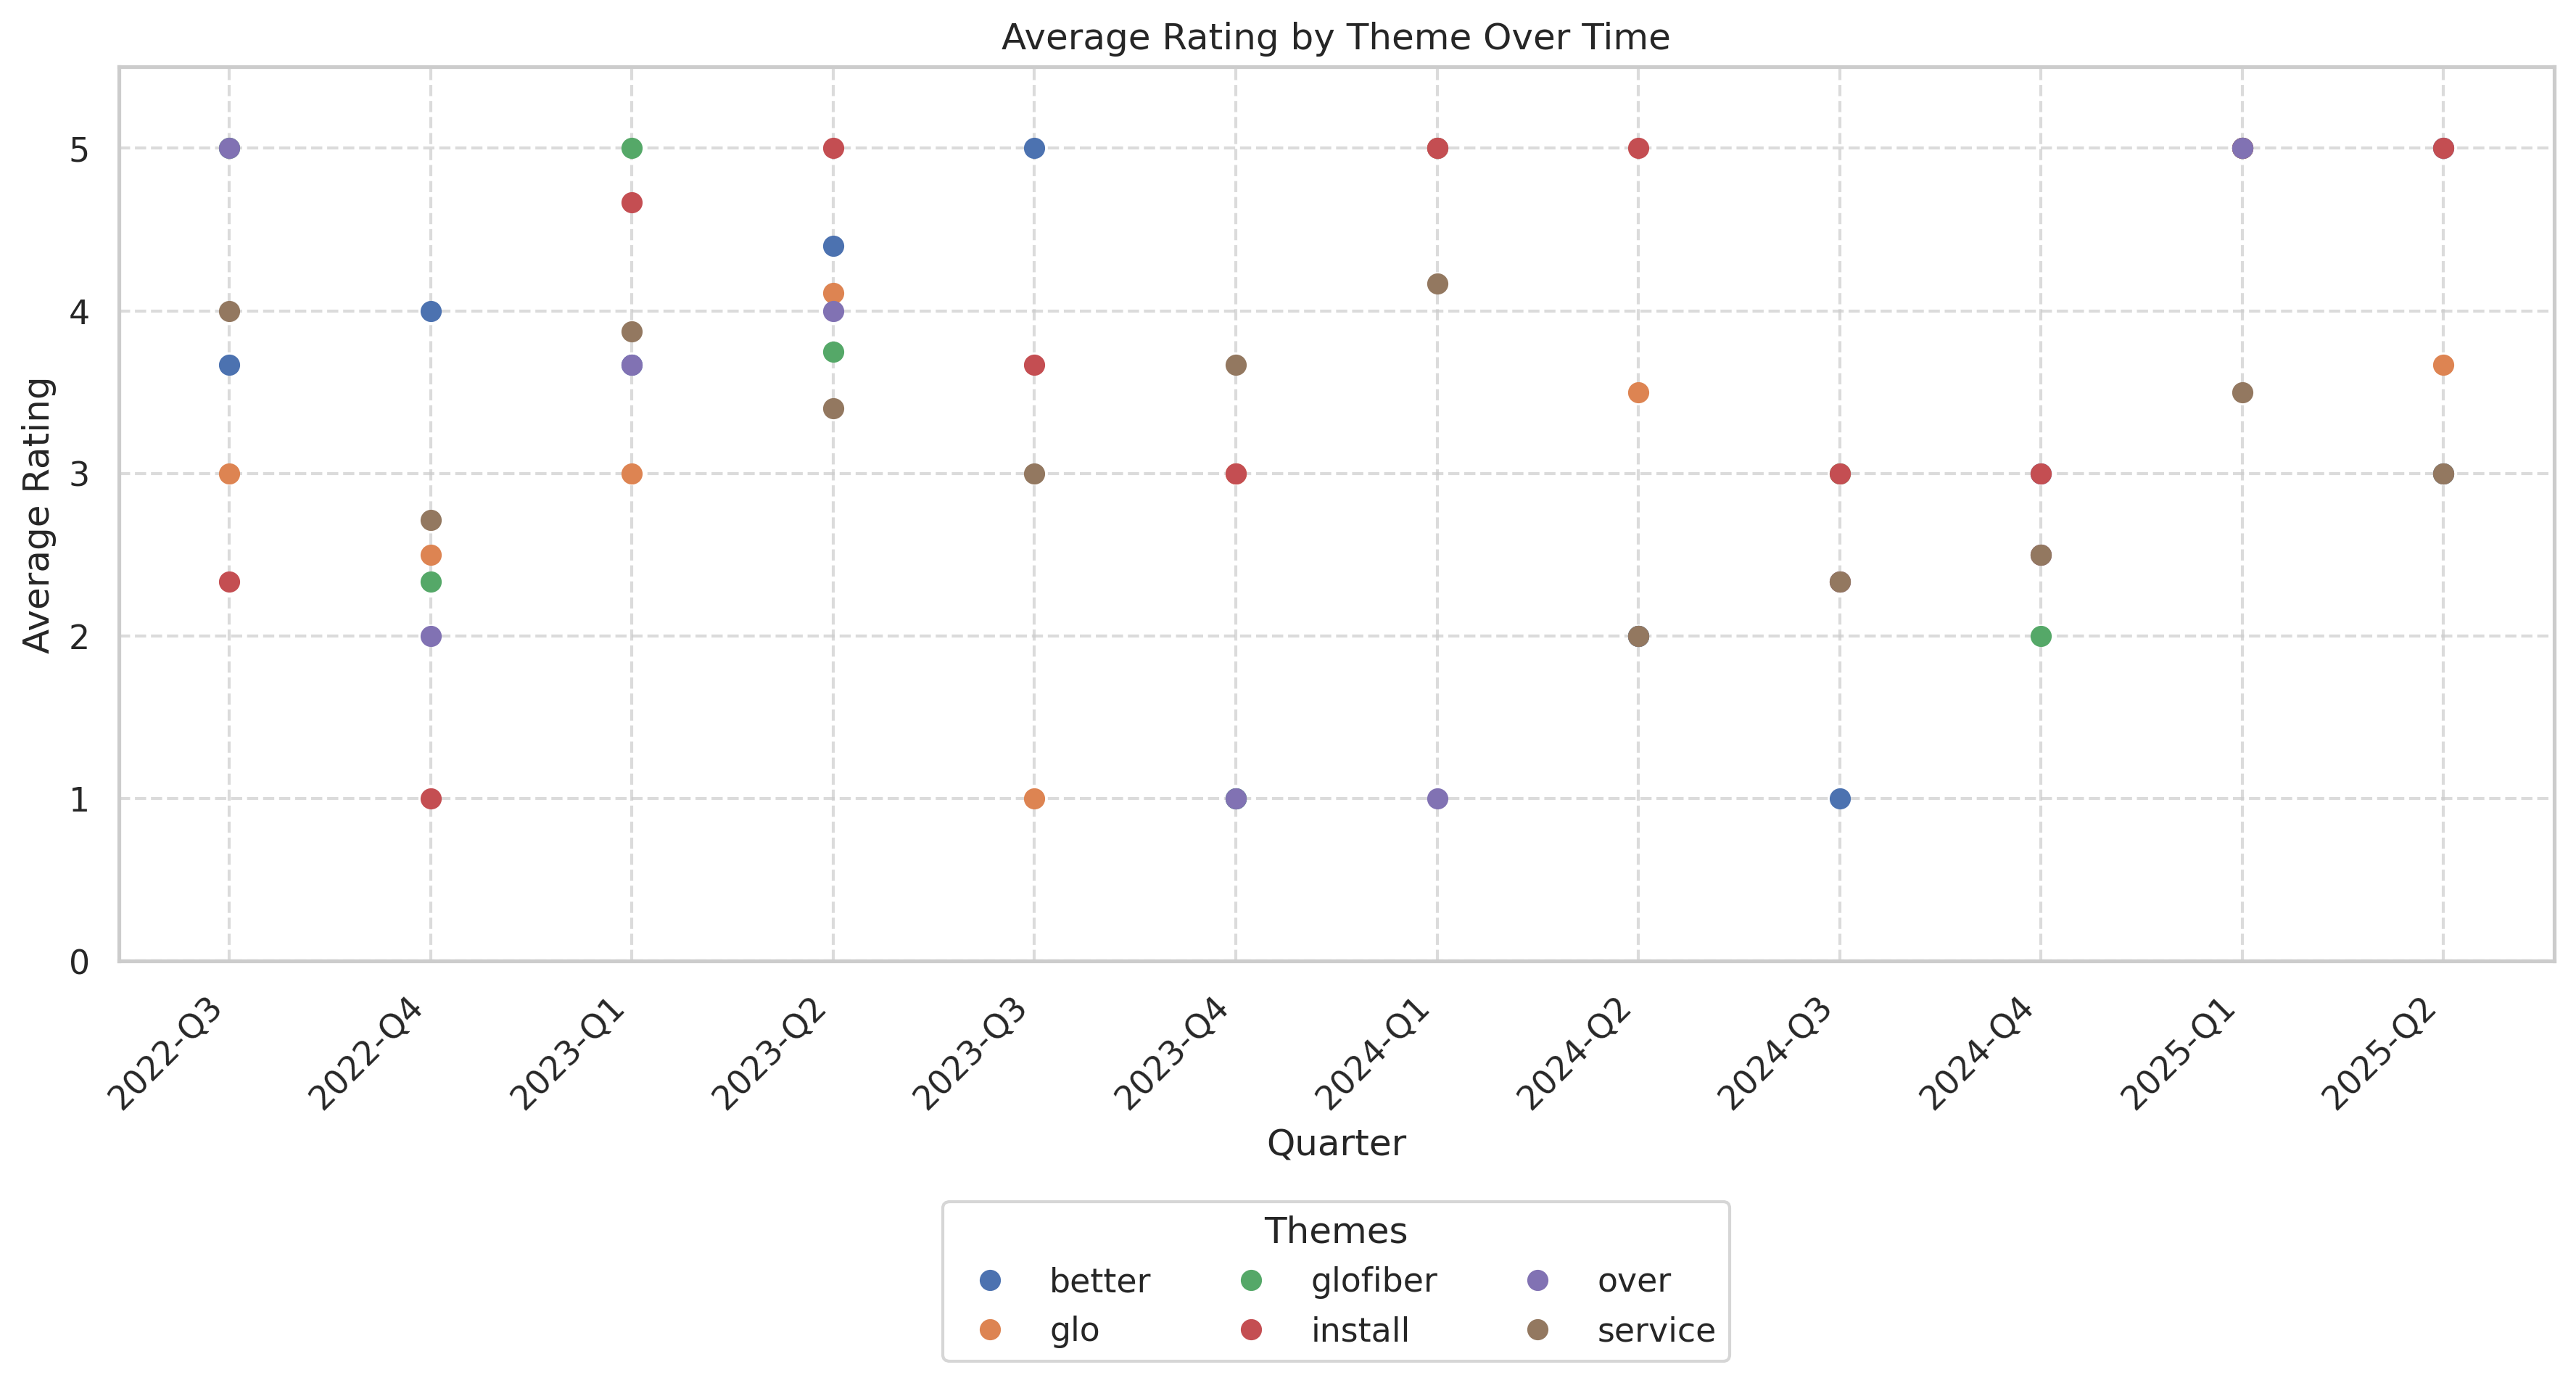 Average Rating by Theme Over Time
Average Rating
5
4
3
2
1
0
2022-Q3
2022-Q4
2023-Q1
2023-Q2
2023-Q3
2023-Q4
2024-Q1
2024-Q2
2024-Q3
2024-Q4
2025-Q1
2025-Q2
Quarter
Themes
better
glo
glofiber
install
over
service